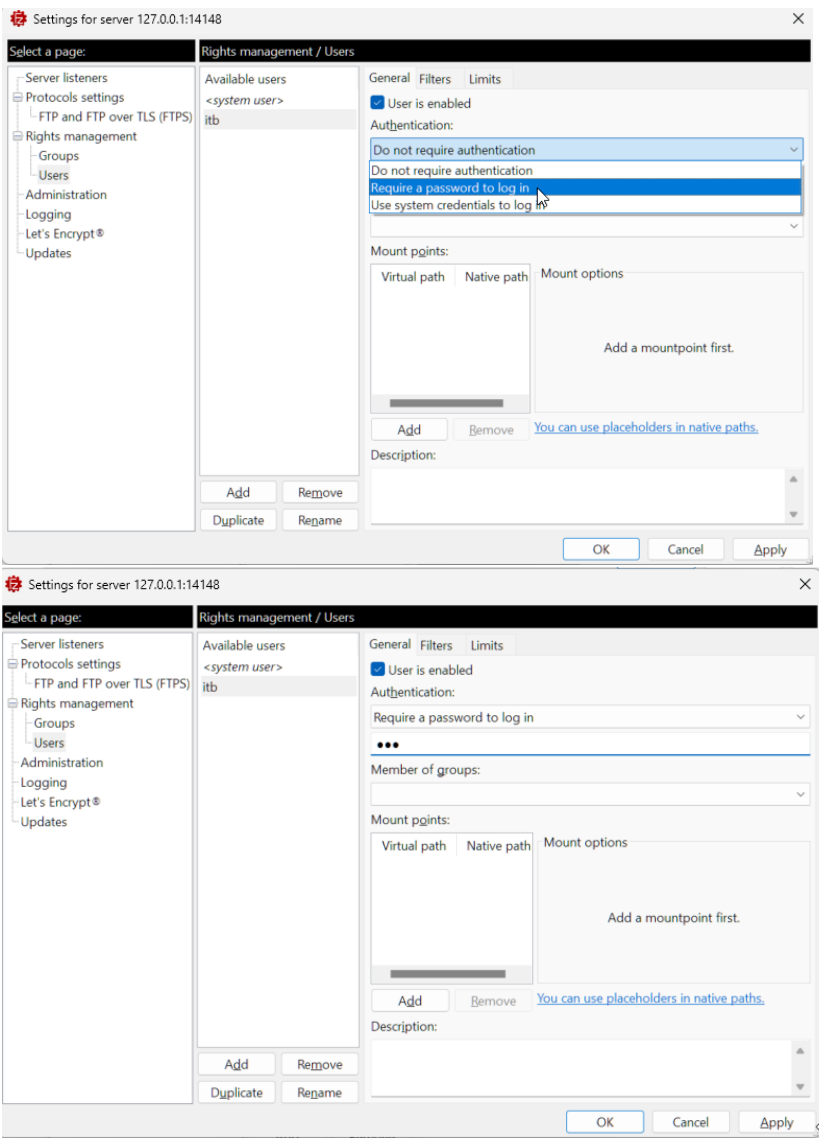 Settings for server 127.0.0.1:14148
Select a page:
Server listeners
Protocols settings
FTP and FTP over TLS (FTPS)
Rights management
Groups
Users
Administration
Logging
Let's Encrypt®
Updates
Rights management / Users
Available users
<system user>
itb
Add Remove
Duplicate Rename
General Filters Limits
User is enabled
Authentication:
Do not require authentication
Do not require authentication
Require a password to log in
Use system credentials to log in
Mount points:
Virtual path Native path
Mount options
Add a mountpoint first.
Add Remove You can use placeholders in native paths.
Description:
OK Cancel Apply
Settings for server 127.0.0.1:14148
Select a page:
Server listeners
Protocols settings
FTP and FTP over TLS (FTPS)
Rights management
Groups
Users
Administration
Logging
Let's Encrypt®
Updates
Rights management / Users
Available users
<system user>
itb
Add Remove
Duplicate Rename
General Filters Limits
User is enabled
Authentication:
Require a password to log in
●●●
Member of groups:
Mount points:
Virtual path Native path
Mount options
Add a mountpoint first.
Add Remove You can use placeholders in native paths.
Description:
OK Cancel Apply